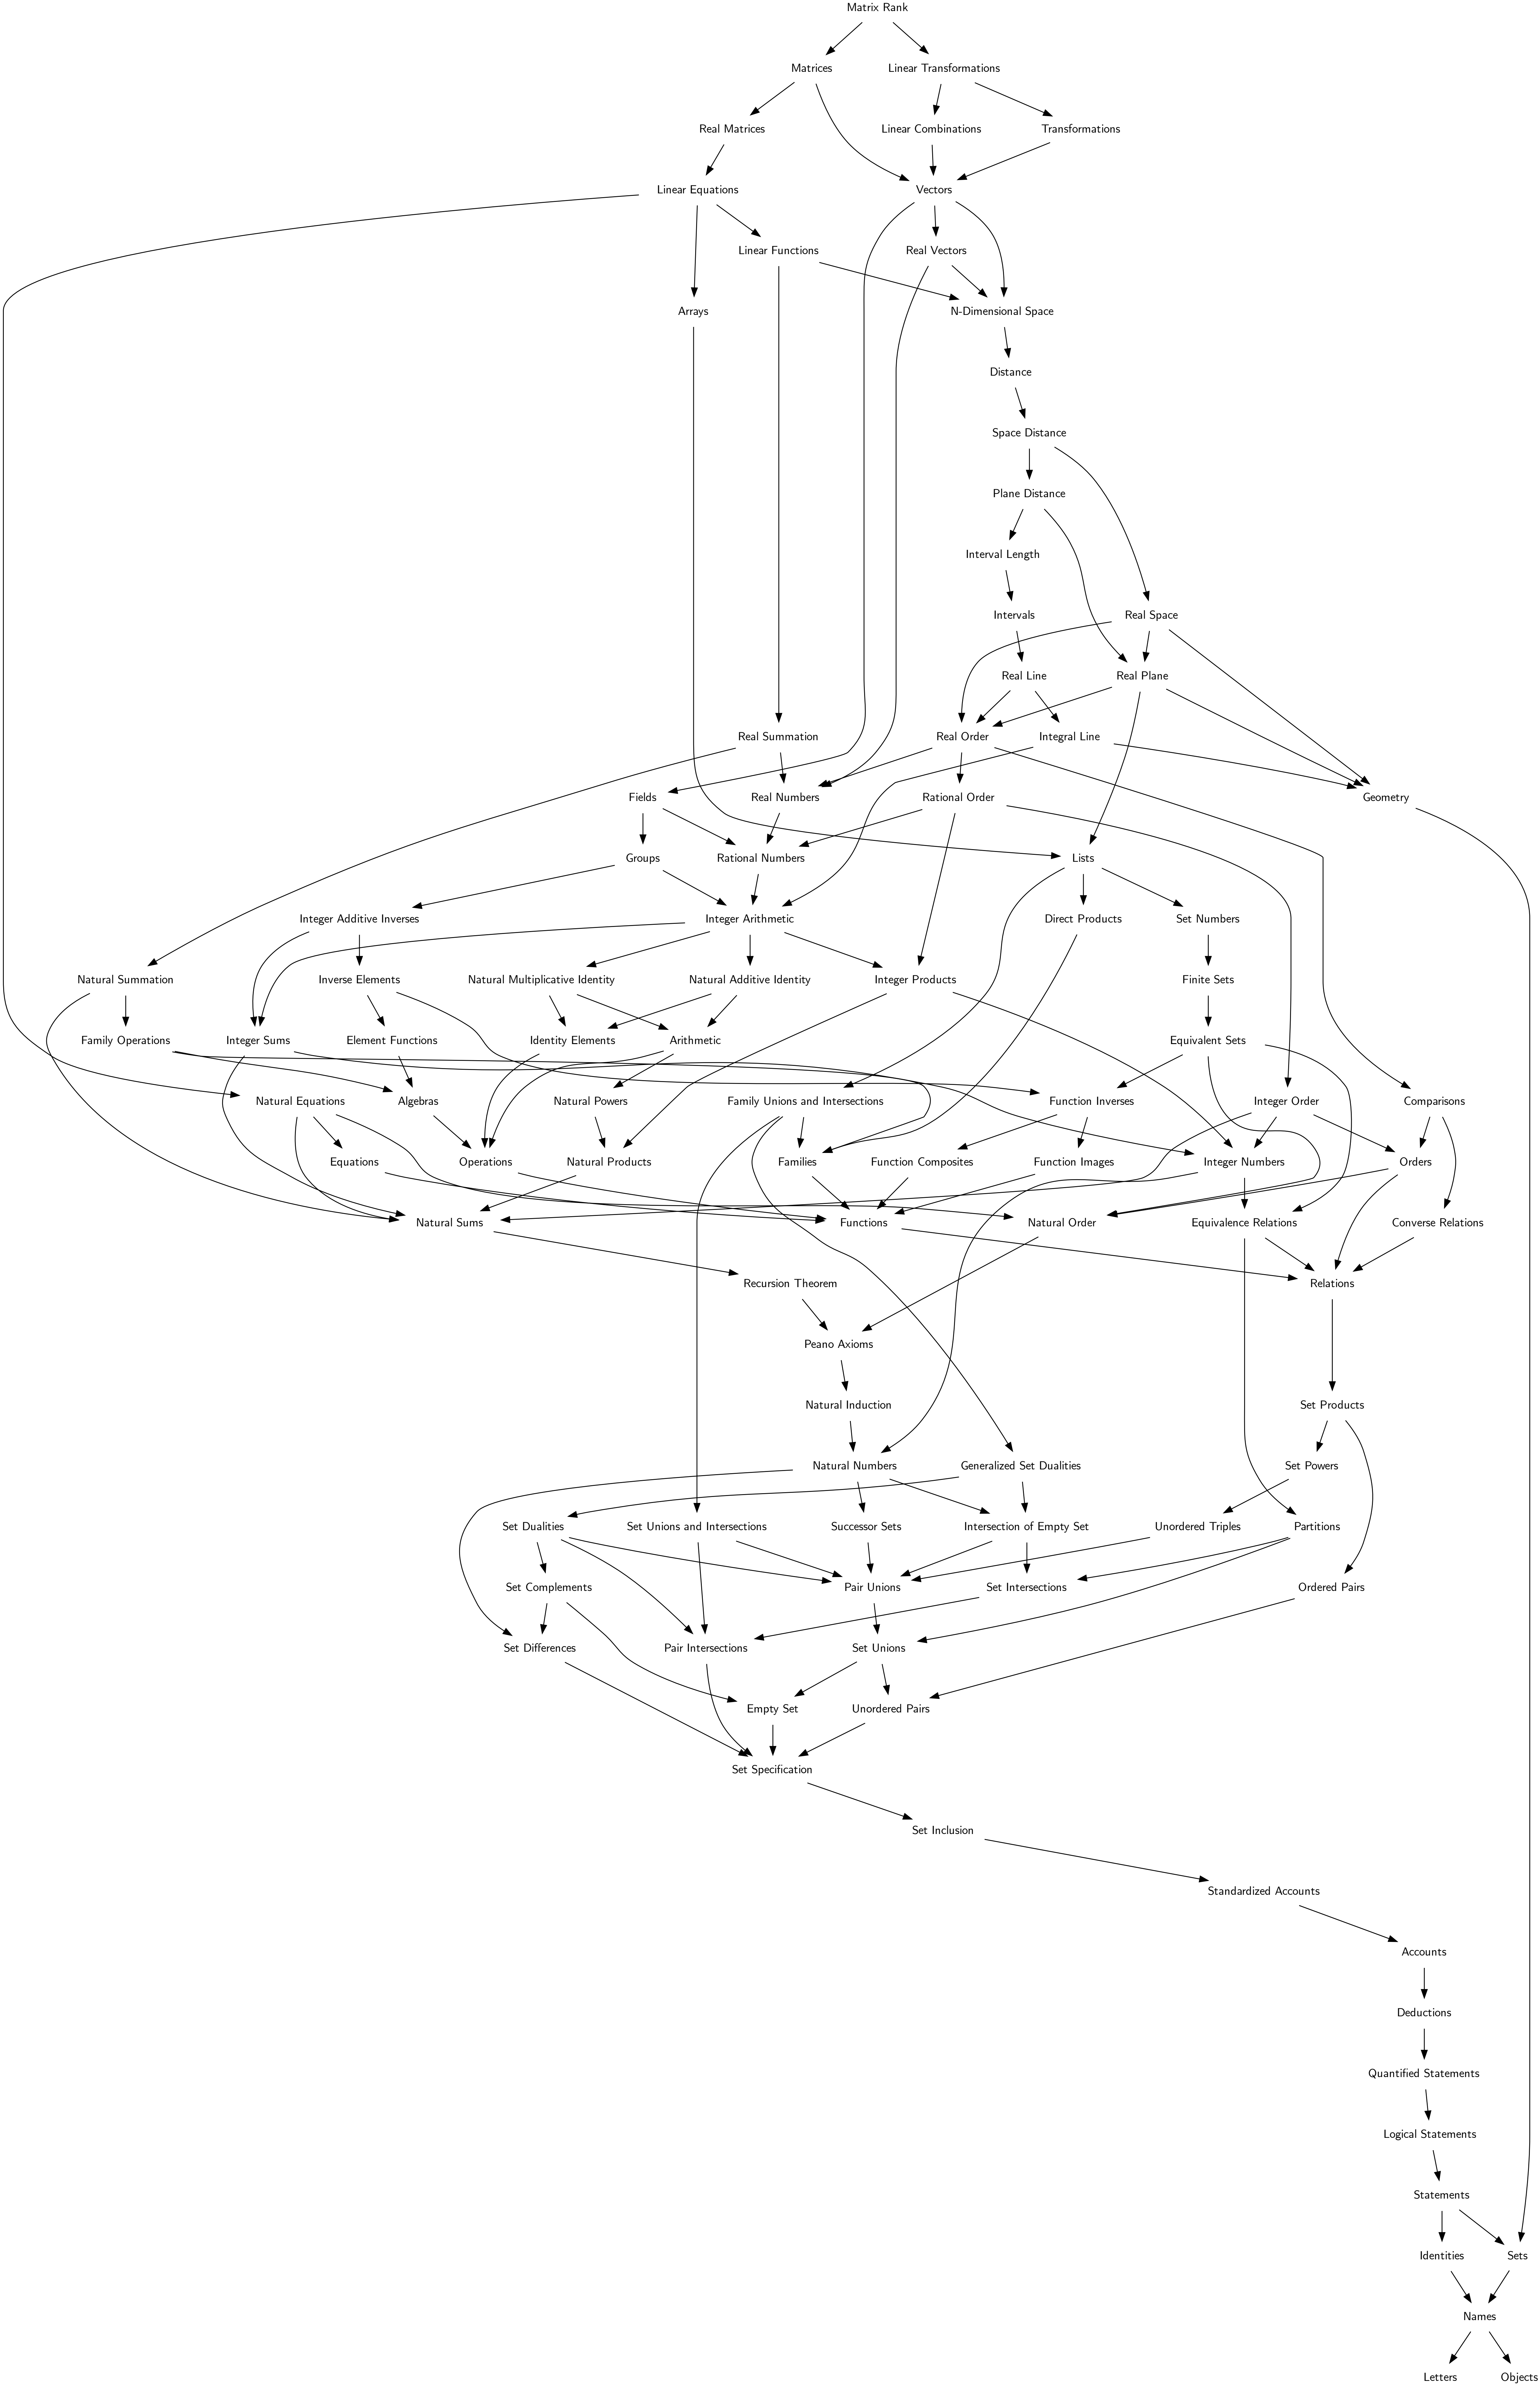 Matrix Rank
Matrices
Linear Transformations
Real Matrices
Linear Combinations
Transformations
Linear Equations
Vectors
Linear Functions
Real Vectors
Arrays
N-Dimensional Space
Distance
Space Distance
Plane Distance
Interval Length
Intervals
Real Space
Real Line
Real Plane
Real Summation
Real Order
Integral Line
Fields
Real Numbers
Rational Order
Geometry
Groups
Rational Numbers
Lists
Integer Additive Inverses
Integer Arithmetic
Direct Products
Set Numbers
Natural Summation
Inverse Elements
Natural Multiplicative Identity
Natural Additive Identity
Integer Products
Finite Sets
Family Operations
Integer Sums
Element Functions
Identity Elements
Arithmetic
Equivalent Sets
Natural Equations
Algebras
Natural Powers
Family Unions and Intersections
Function Inverses
Integer Order
Comparisons
Equations
Operations
Natural Products
Families
Function Composites
Function Images
Integer Numbers
Orders
Natural Sums
Functions
Natural Order
Equivalence Relations
Converse Relations
Recursion Theorem
Relations
Peano Axioms
Natural Induction
Set Products
Natural Numbers
Generalized Set Dualities
Set Powers
Set Dualities
Set Unions and Intersections
Successor Sets
Intersection of Empty Set
Unordered Triples
Partitions
Set Complements
Pair Unions
Set Intersections
Ordered Pairs
Set Differences
Pair Intersections
Set Unions
Empty Set
Unordered Pairs
Set Specification
Set Inclusion
Standardized Accounts
Accounts
Deductions
Quantified Statements
Logical Statements
Statements
Identities
Sets
Names
Letters
Objects